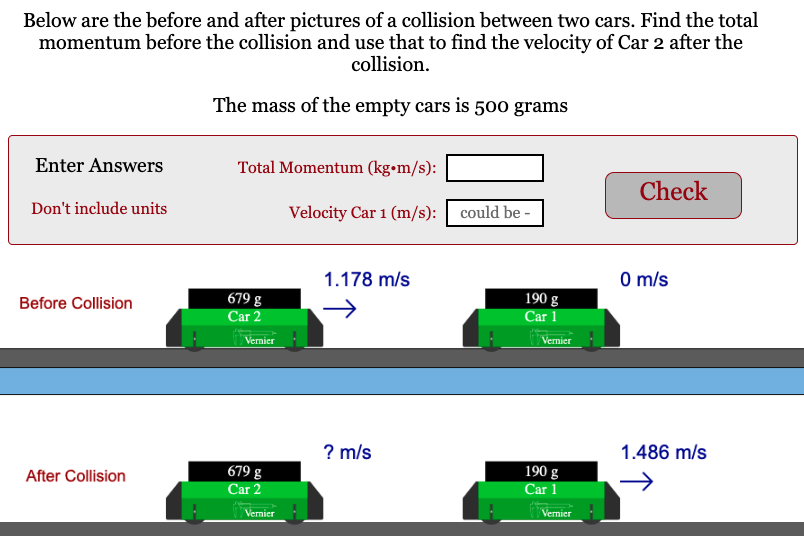 Below are the before and after pictures of a collision between two cars. Find the total
momentum before the collision and use that to find the velocity of Car 2 after the
collision.
The mass of the empty cars is 500 grams
Enter Answers
Total Momentum (kg•m/s):
Check
Don't include units
Velocity Car 1 (m/s):
could be -
1.178 m/s
0 m/s
Before Collision
679 g
Car 2
Vernier
190 g
Car 1
Vernier
? m/s
1.486 m/s
After Collision
679 g
Car 2
Vernier
190 g
Car 1
Vernier